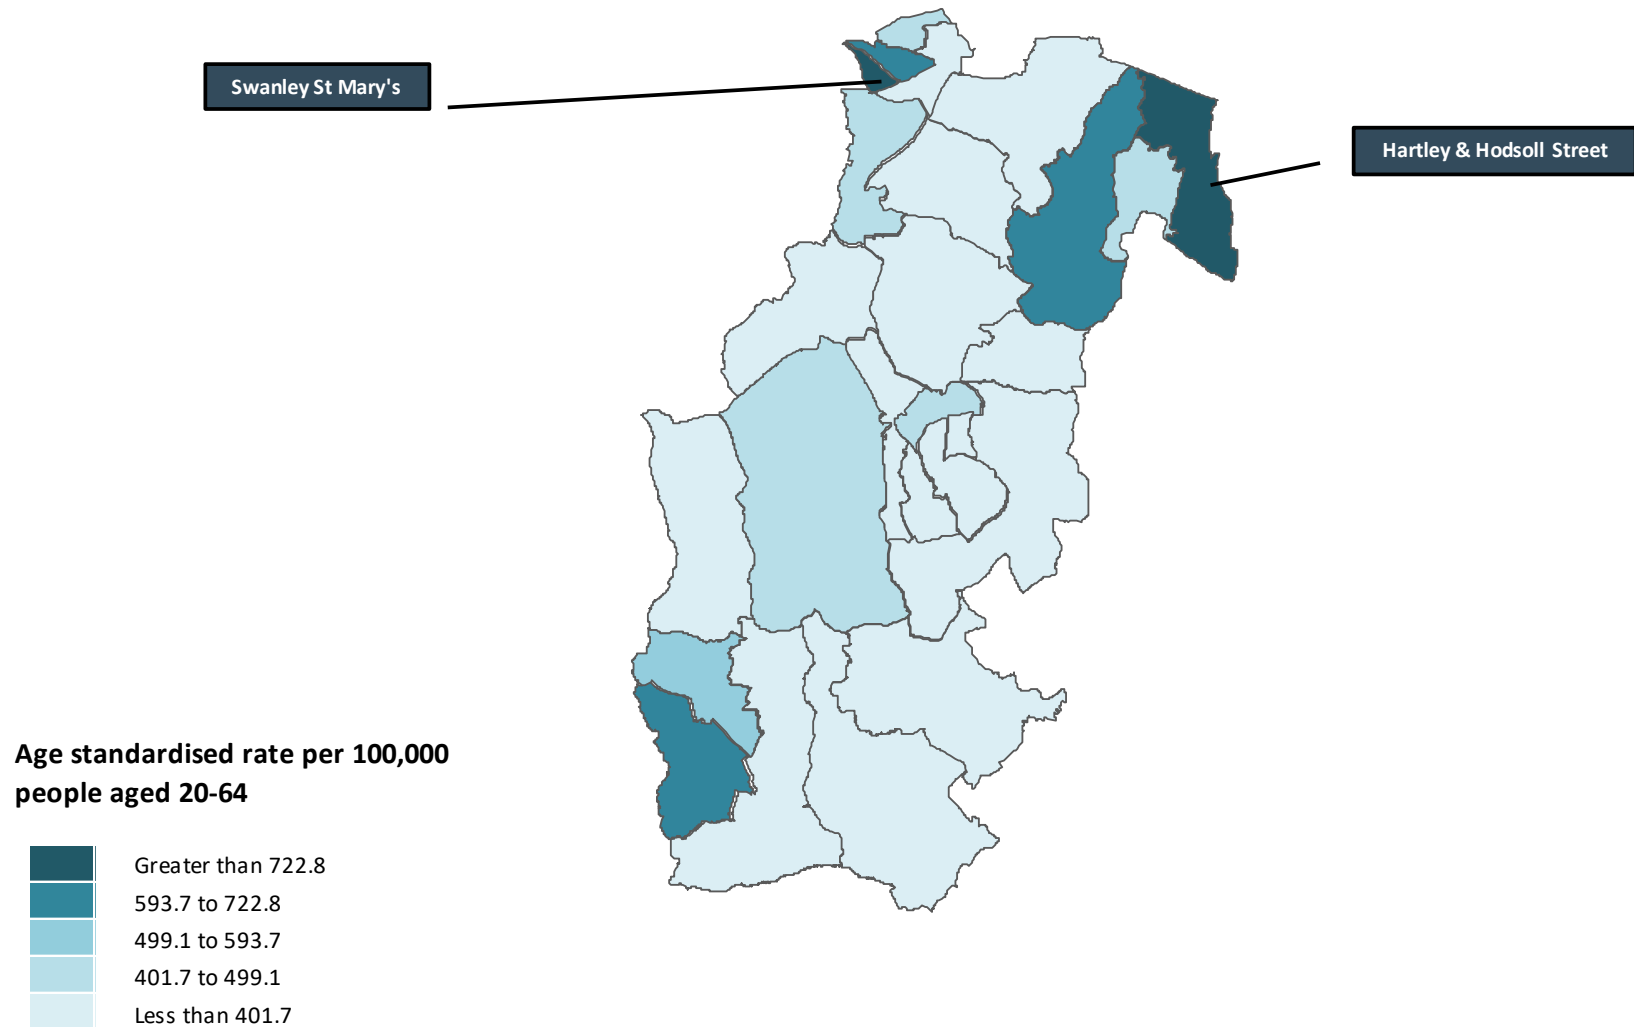 Swanley St Mary's
Hartley & Hodsoll Street
Age standardised rate per 100,000
people aged 20-64
Greater than 722.8
593.7 to 722.8
499.1 to 593.7
401.7 to 499.1
Less than 401.7